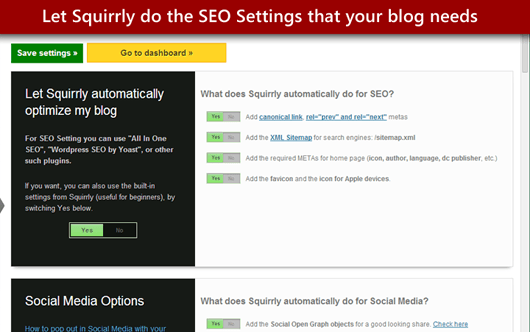 Let Squirrly do the SEO Settings that your blog needs
Save settings »
Go to dashboard »
Let Squirrly automatically
optimize my blog
For SEO Setting you can use "All In One
SEO", "Wordpress SEO by Yoast", or other
such plugins.
If you want, you can also use the built-in
settings from Squirrly (useful for beginners), by
switching Yes below.
Yes No
What does Squirrly automatically do for SEO?
Yes No Add canonical link, rel="prev" and rel="next" metas
Yes No Add the XML Sitemap for search engines: /sitemap.xml
Yes No Add the required METAs for home page (icon, author, language, dc publisher, etc.)
Yes No Add the favicon and the icon for Apple devices.
Social Media Options
How to pop out in Social Media with your
What does Squirrly automatically do for Social Media?
Yes No Add the Social Open Graph objects for a good looking share. Check here